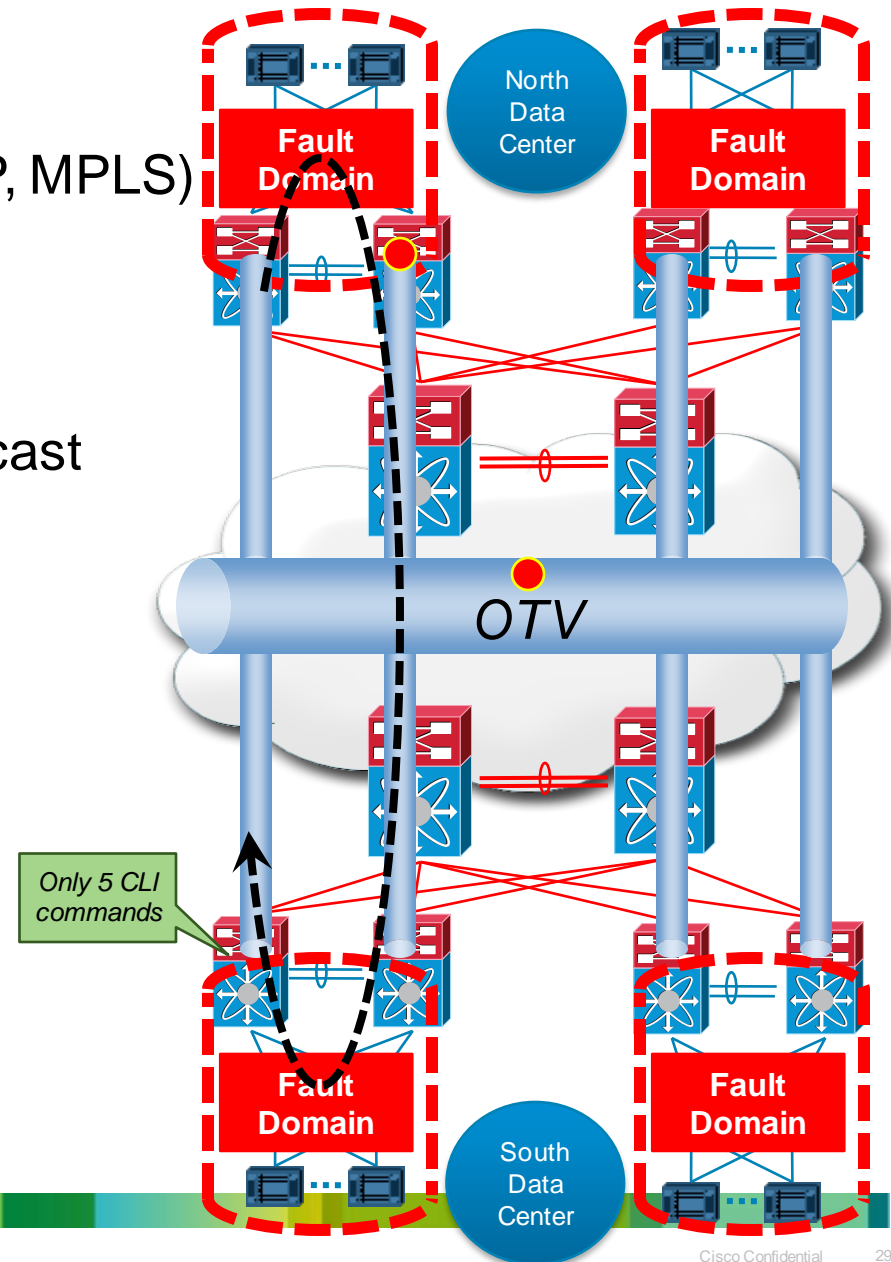 North
Data
Center
Fault
Domain
Fault
Domain
P, MPLS)
cast
OTV
Only 5 CLI
commands
Fault
Domain
Fault
Domain
South
Data
Center
Cisco Confidential 29